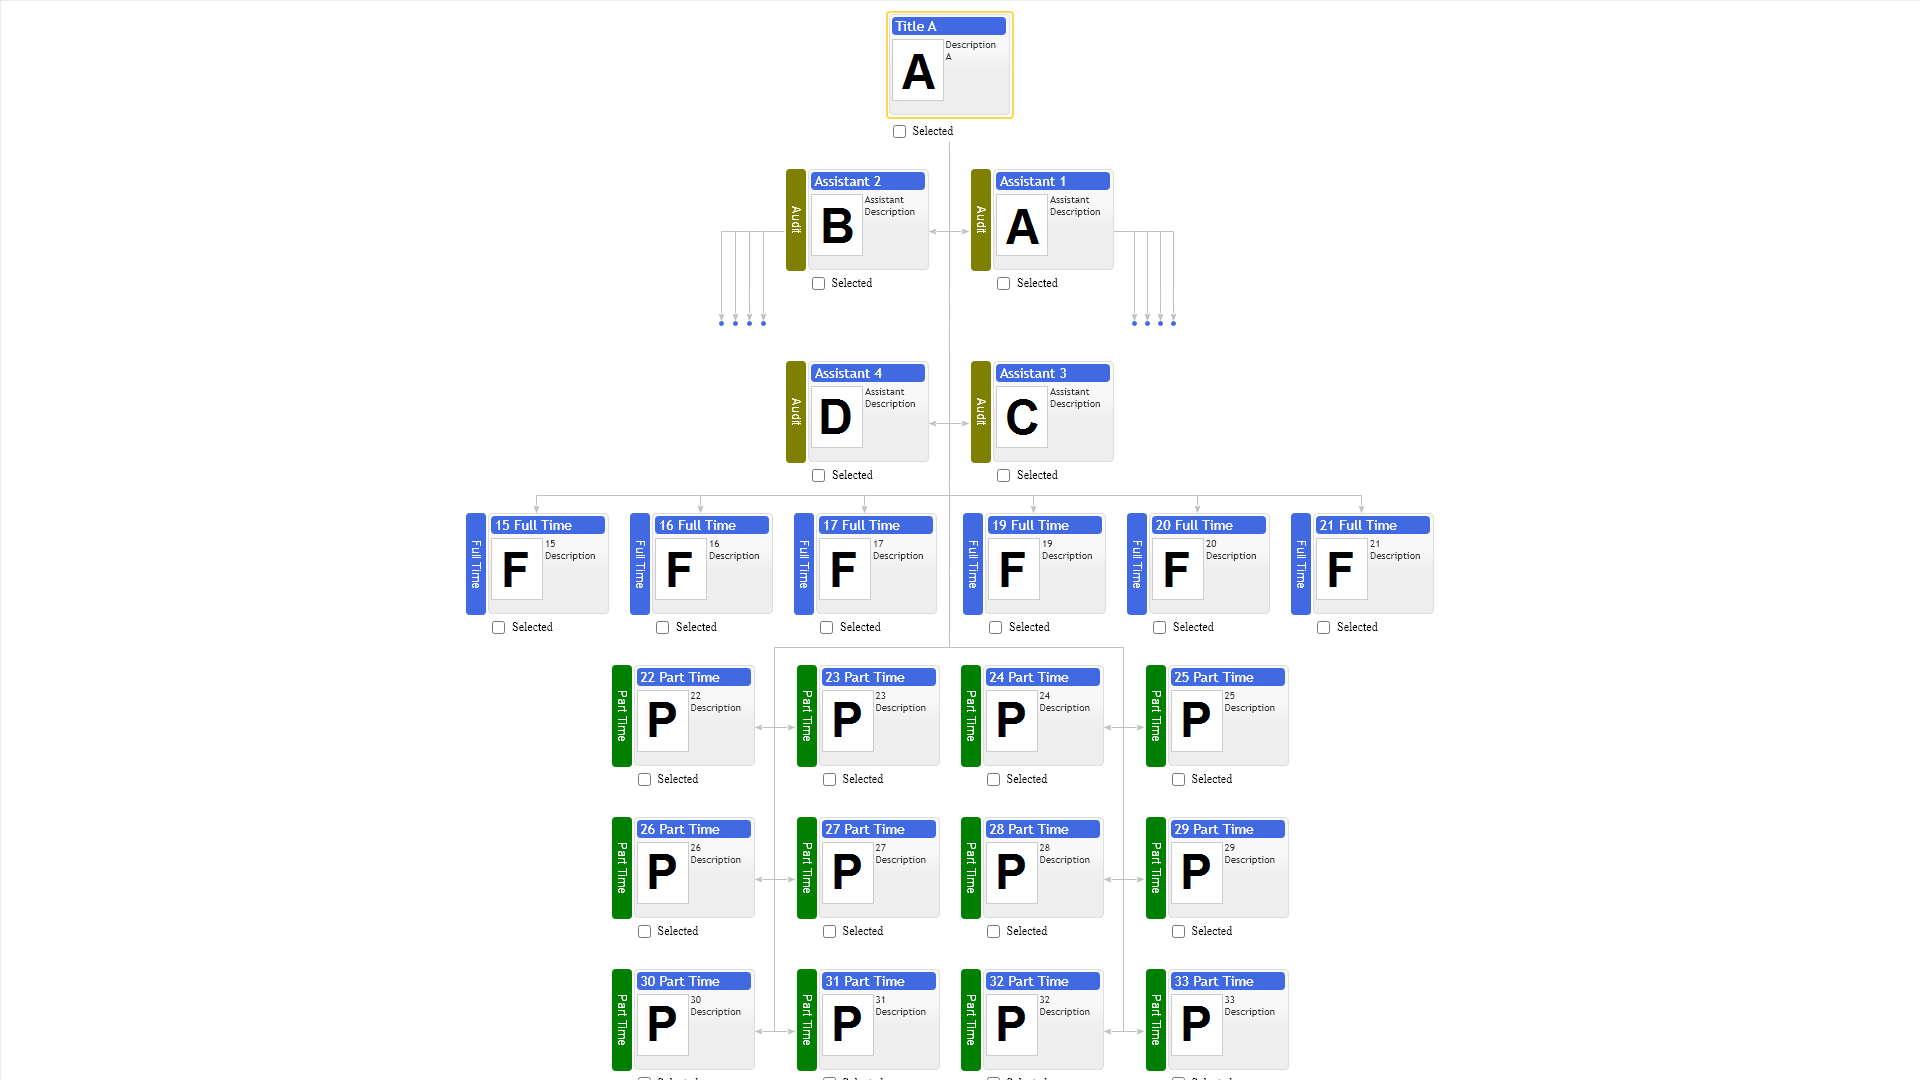 Title A
A
Description
A
Selected
Audit
Assistant 2
B
Assistant
Description
Selected
Audit
Assistant 1
A
Assistant
Description
Selected
Audit
Assistant 4
D
Assistant
Description
Selected
Audit
Assistant 3
C
Assistant
Description
Selected
Full Time
15 Full Time
F
15
Description
Selected
Full Time
16 Full Time
F
16
Description
Selected
Full Time
17 Full Time
F
17
Description
Selected
Full Time
19 Full Time
F
19
Description
Selected
Full Time
20 Full Time
F
20
Description
Selected
Full Time
21 Full Time
F
21
Description
Selected
Part Time
22 Part Time
P
22
Description
Selected
Part Time
23 Part Time
P
23
Description
Selected
Part Time
24 Part Time
P
24
Description
Selected
Part Time
25 Part Time
P
25
Description
Selected
Part Time
26 Part Time
P
26
Description
Selected
Part Time
27 Part Time
P
27
Description
Selected
Part Time
28 Part Time
P
28
Description
Selected
Part Time
29 Part Time
P
29
Description
Selected
Part Time
30 Part Time
P
30
Description
Part Time
31 Part Time
P
31
Description
Part Time
32 Part Time
P
32
Description
Part Time
33 Part Time
P
33
Description